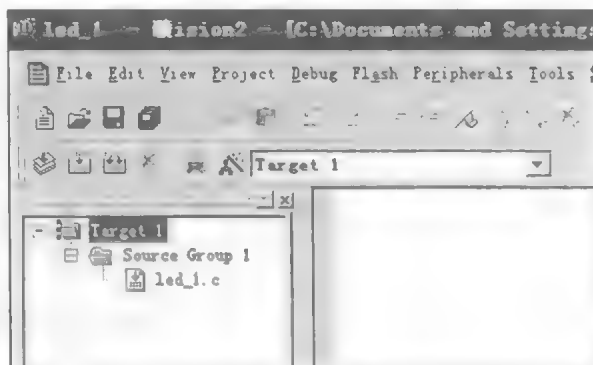 led_1 - Vision2 - [C:\Documents and Settings
File Edit View Project Debug Flash Peripherals Tools
Target 1
Target 1
Source Group 1
led_1.c